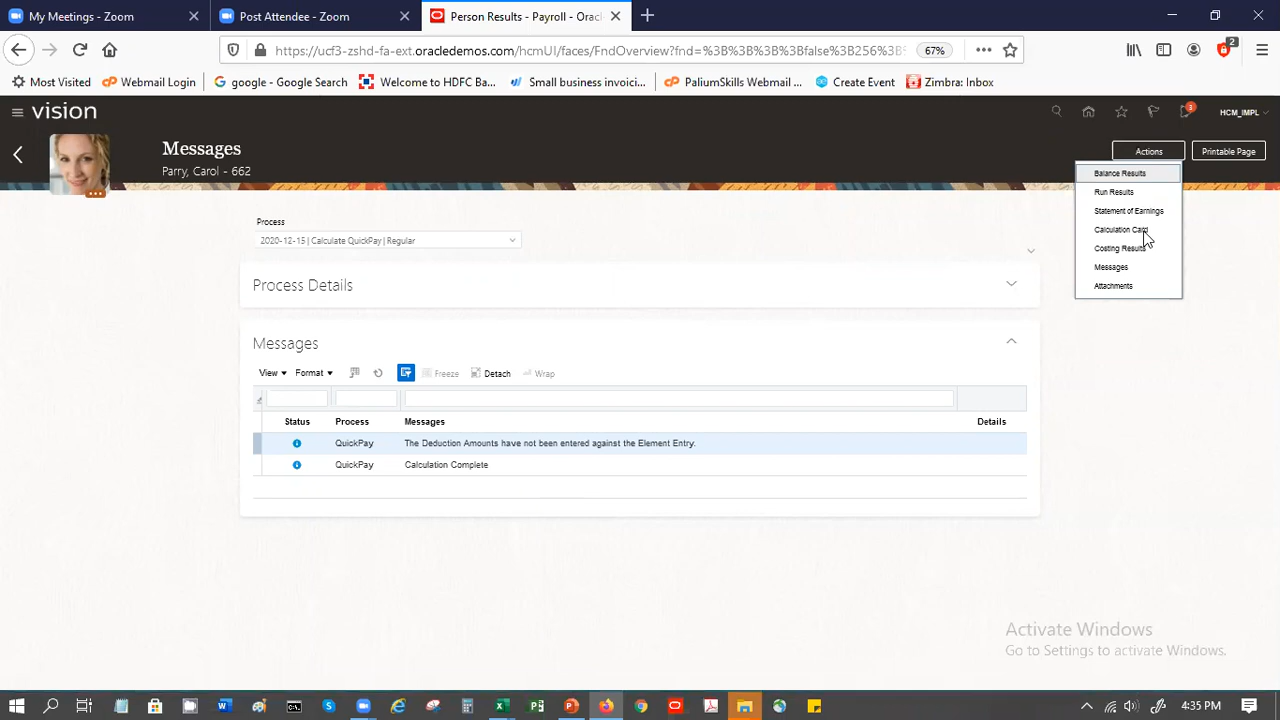 My Meetings - Zoom
Post Attendee - Zoom
Person Results - Payroll - Orac
https://ucf3-zshd-fa-ext.oracledemos.com/hcmUI/faces/FndOverview?fnd=%3B%3B%3B%3Bfalse%3B256%3B%
67%
Most Visited
Webmail Login
google - Google Search
Welcome to HDFC Ba...
Small business invoicin...
PaliumSkills Webmail ...
Create Event
Zimbra: Inbox
2
vision
3
HCM_IMPL
Messages
Parry, Carol - 662
Actions
Printable Page
Balance Results
Run Results
Statement of Earnings
Calculation Card
Costing Results
Messages
Attachments
Process
2020-12-15 | Calculate QuickPay | Regular
Process Details
Messages
View
Format
Freeze
Detach
Wrap
Status Process Messages Details
QuickPay The Deduction Amounts have not been entered against the Element Entry.
QuickPay Calculation Complete
Activate Windows
Go to Settings to activate Windows.
4:35 PM